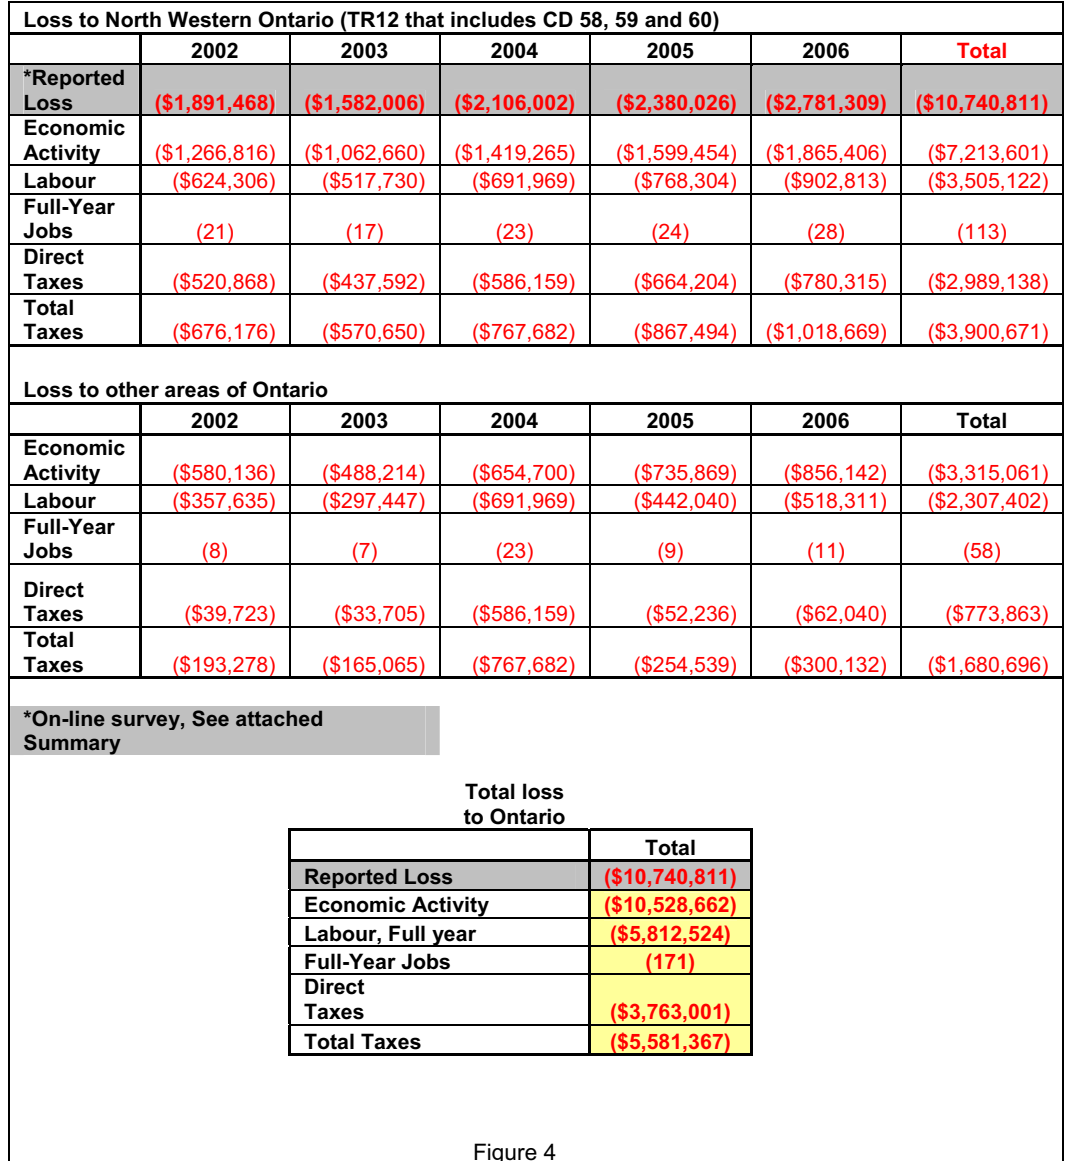 Loss to North Western Ontario (TR12 that includes CD 58, 59 and 60)
2002 2003 2004 2005 2006 Total
*Reported
Loss ($1,891,468) ($1,582,006) ($2,106,002) ($2,380,026) ($2,781,309) ($10,740,811)
Economic
Activity ($1,266,816) ($1,062,660) ($1,419,265) ($1,599,454) ($1,865,406) ($7,213,601)
Labour ($624,306) ($517,730) ($691,969) ($768,304) ($902,813) ($3,505,122)
Full-Year
Jobs (21) (17) (23) (24) (28) (113)
Direct
Taxes ($520,868) ($437,592) ($586,159) ($664,204) ($780,315) ($2,989,138)
Total
Taxes ($676,176) ($570,650) ($767,682) ($867,494) ($1,018,669) ($3,900,671)
Loss to other areas of Ontario
2002 2003 2004 2005 2006 Total
Economic
Activity ($580,136) ($488,214) ($654,700) ($735,869) ($856,142) ($3,315,061)
Labour ($357,635) ($297,447) ($691,969) ($442,040) ($518,311) ($2,307,402)
Full-Year
Jobs (8) (7) (23) (9) (11) (58)
Direct
Taxes ($39,723) ($33,705) ($586,159) ($52,236) ($62,040) ($773,863)
Total
Taxes ($193,278) ($165,065) ($767,682) ($254,539) ($300,132) ($1,680,696)
*On-line survey, See attached
Summary
Total loss
to Ontario
Total
Reported Loss ($10,740,811)
Economic Activity ($10,528,662)
Labour, Full year ($5,812,524)
Full-Year Jobs (171)
Direct
Taxes ($3,763,001)
Total Taxes ($5,581,367)
Figure 4